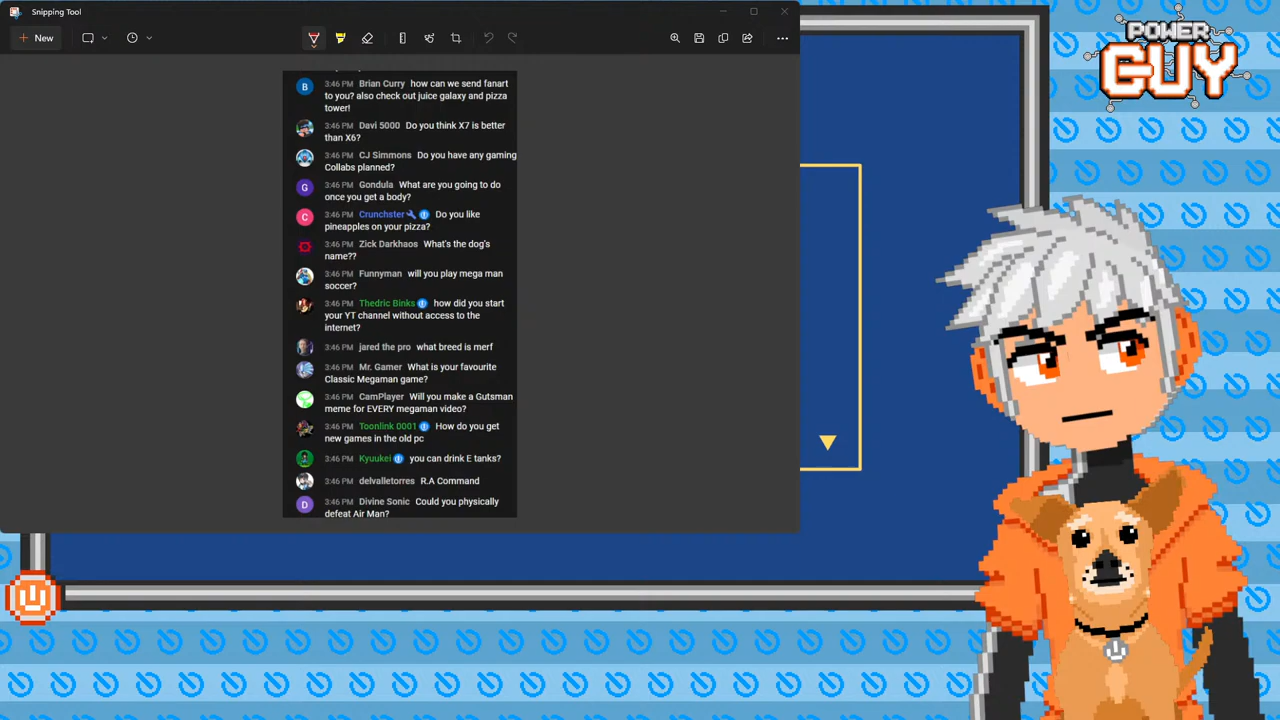 Snipping Tool
New
3:46 PM Brian Curry how can we send fanart
to you? also check out juice galaxy and pizza
tower!
3:46 PM Davi 5000 Do you think X7 is better
than X6?
3:46 PM CJ Simmons Do you have any gaming
Collabs planned?
G 3:46 PM Gondula What are you going to do
once you get a body?
C 3:46 PM Crunchster Do you like
pineapples on your pizza?
3:46 PM Zick Darkhaos What's the dog's
name??
3:46 PM Funnyman will you play mega man
soccer?
3:46 PM Thedric Binks how did you start
your YT channel without access to the
internet?
3:46 PM jared the pro what breed is merf
3:46 PM Mr. Gamer What is your favourite
Classic Megaman game?
3:46 PM CamPlayer Will you make a Gutsman
meme for EVERY megaman video?
3:46 PM Toonlink 0001 How do you get
new games in the old pc
3:46 PM Kyuukei you can drink E tanks?
3:46 PM delvalletorres R.A Command
D 3:46 PM Divine Sonic Could you physically
defeat Air Man?
B
POWER
GUY